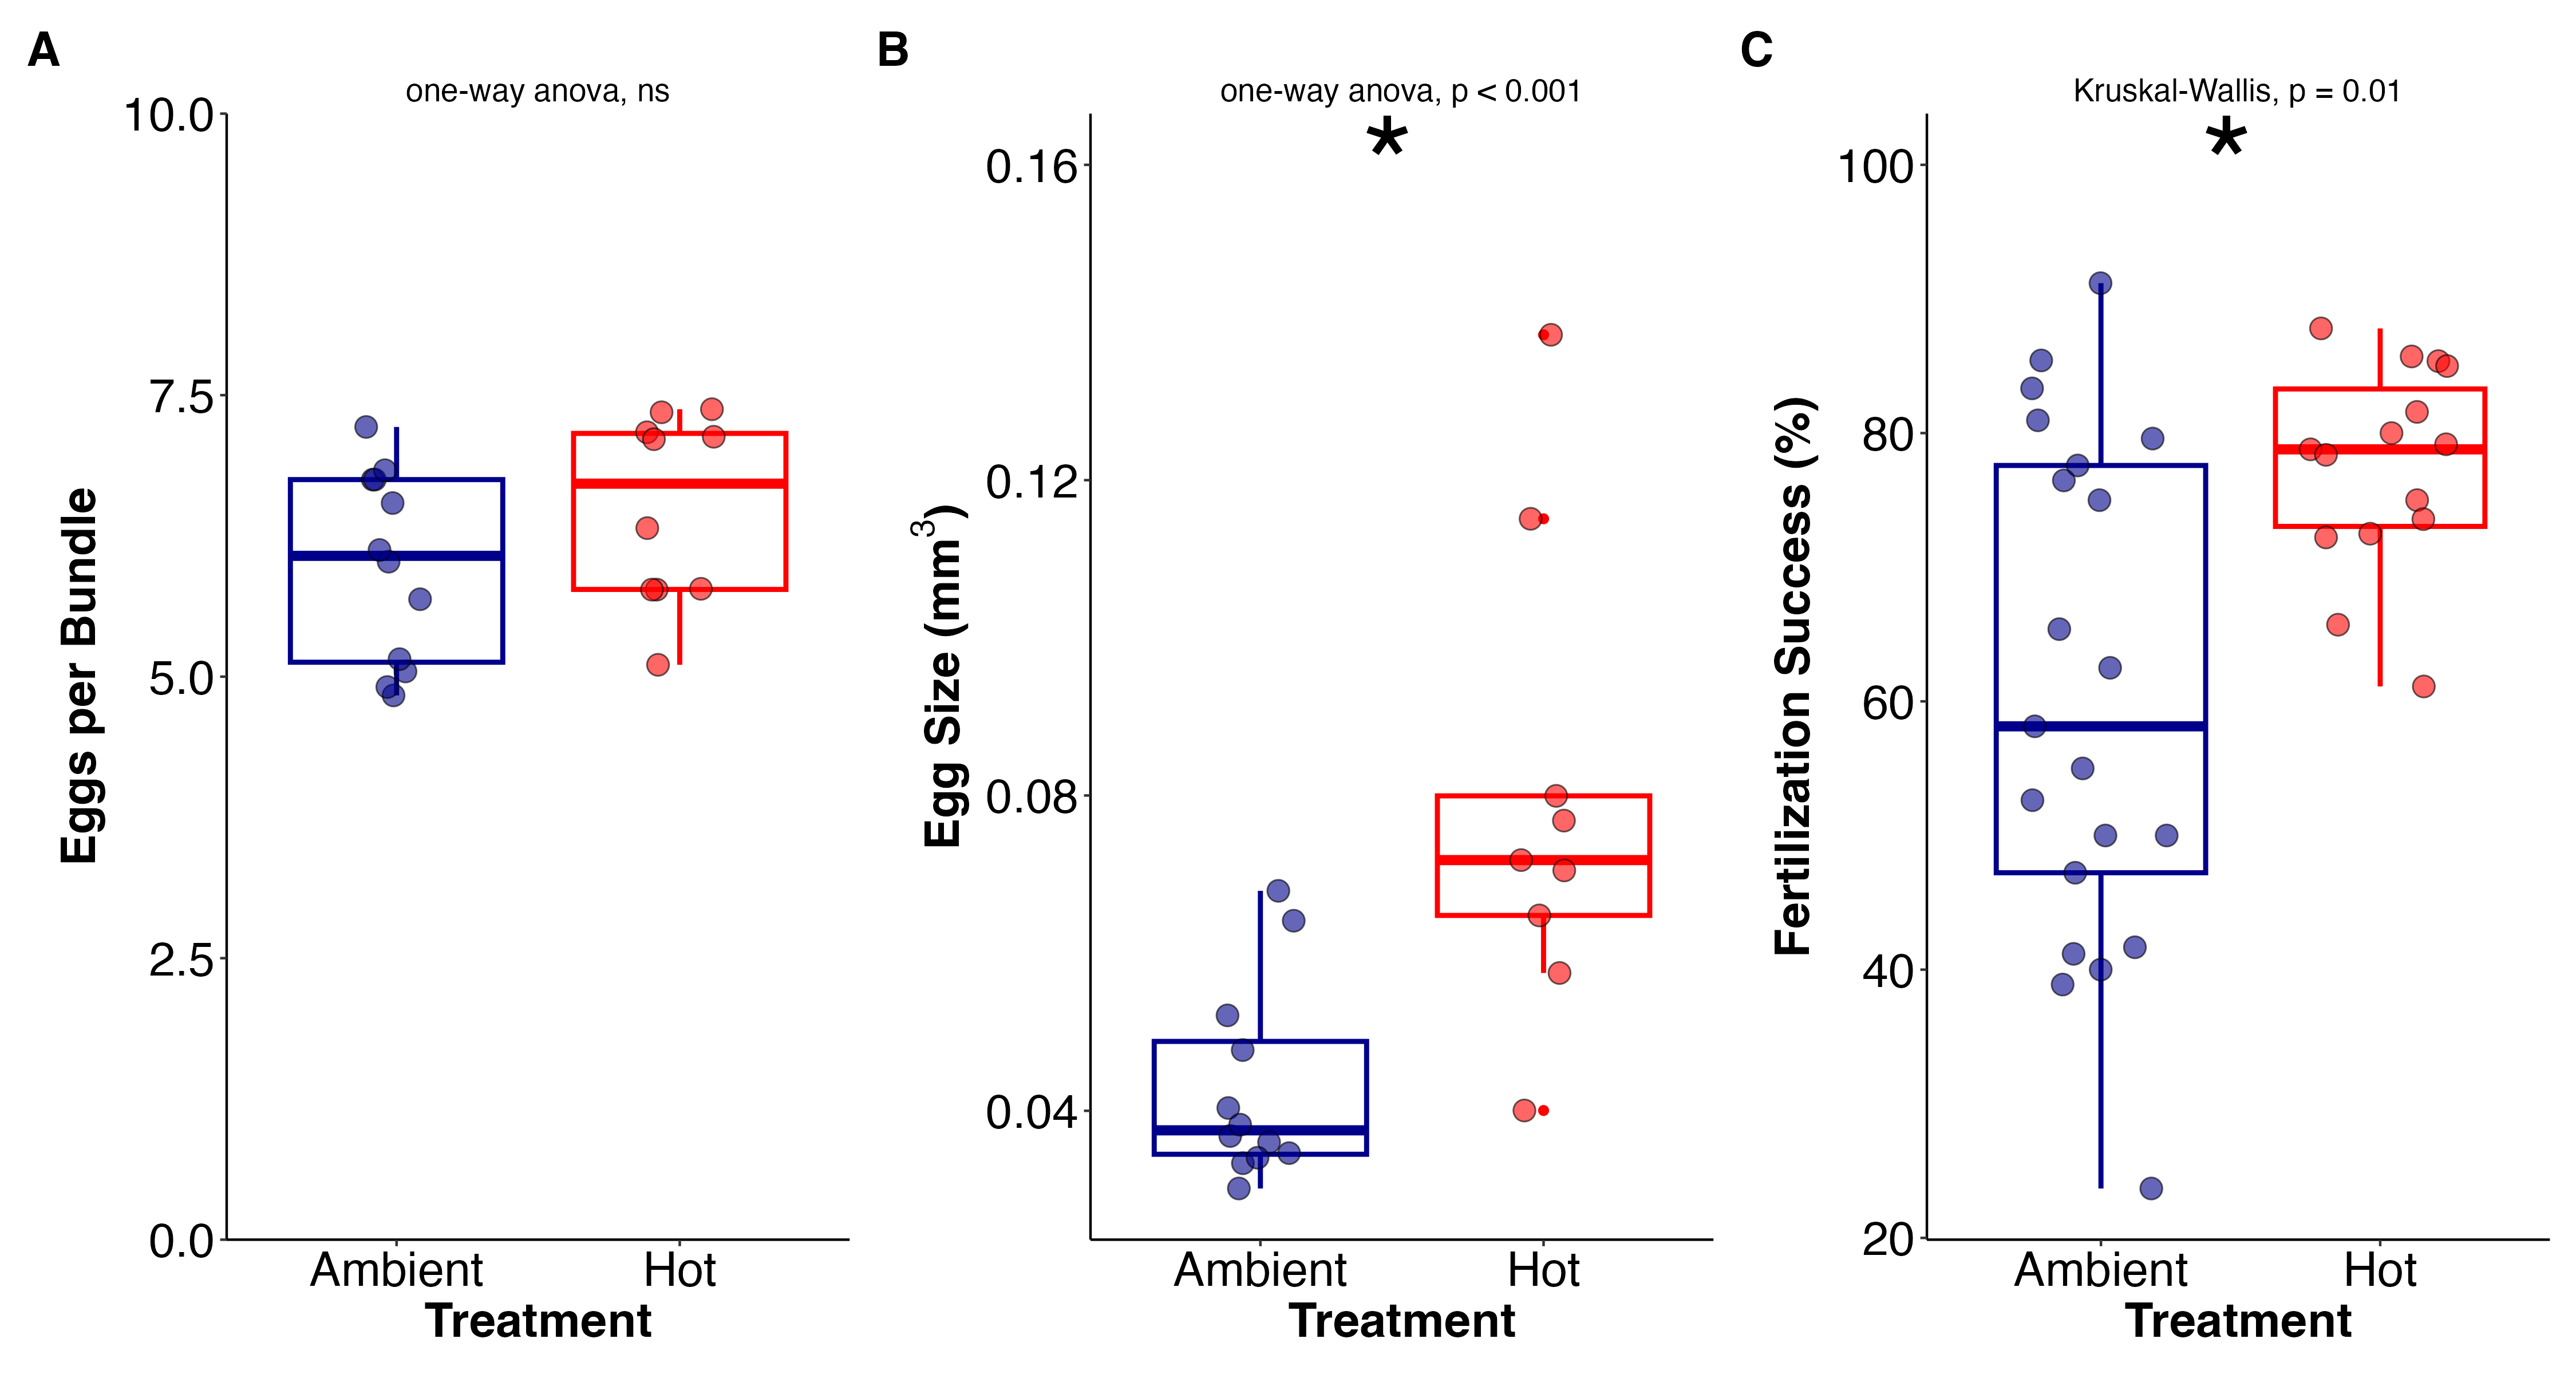 A
one-way anova, ns
10.0
7.5
5.0
2.5
0.0
Eggs per Bundle
Ambient
Hot
Treatment
B
one-way anova, p < 0.001
*
0.16
0.12
0.08
0.04
Egg Size (mm³)
Ambient
Hot
Treatment
C
Kruskal-Wallis, p = 0.01
*
100
80
60
40
20
Fertilization Success (%)
Ambient
Hot
Treatment